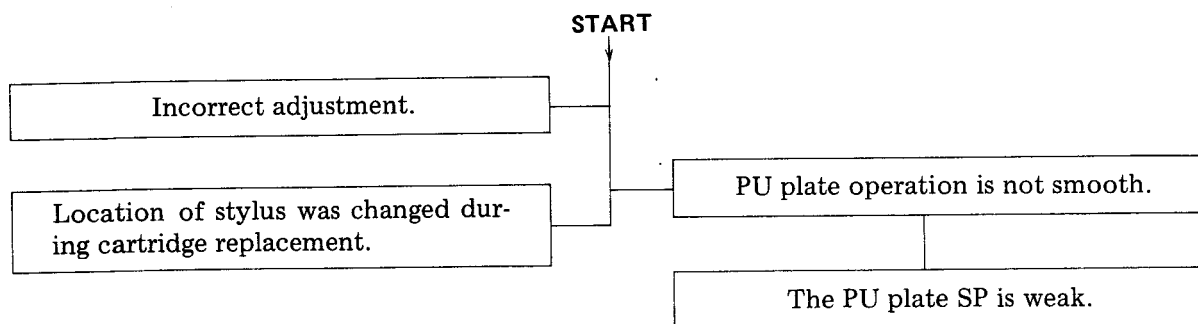 START
Incorrect adjustment.
Location of stylus was changed dur-
ing cartridge replacement.
PU plate operation is not smooth.
The PU plate SP is weak.